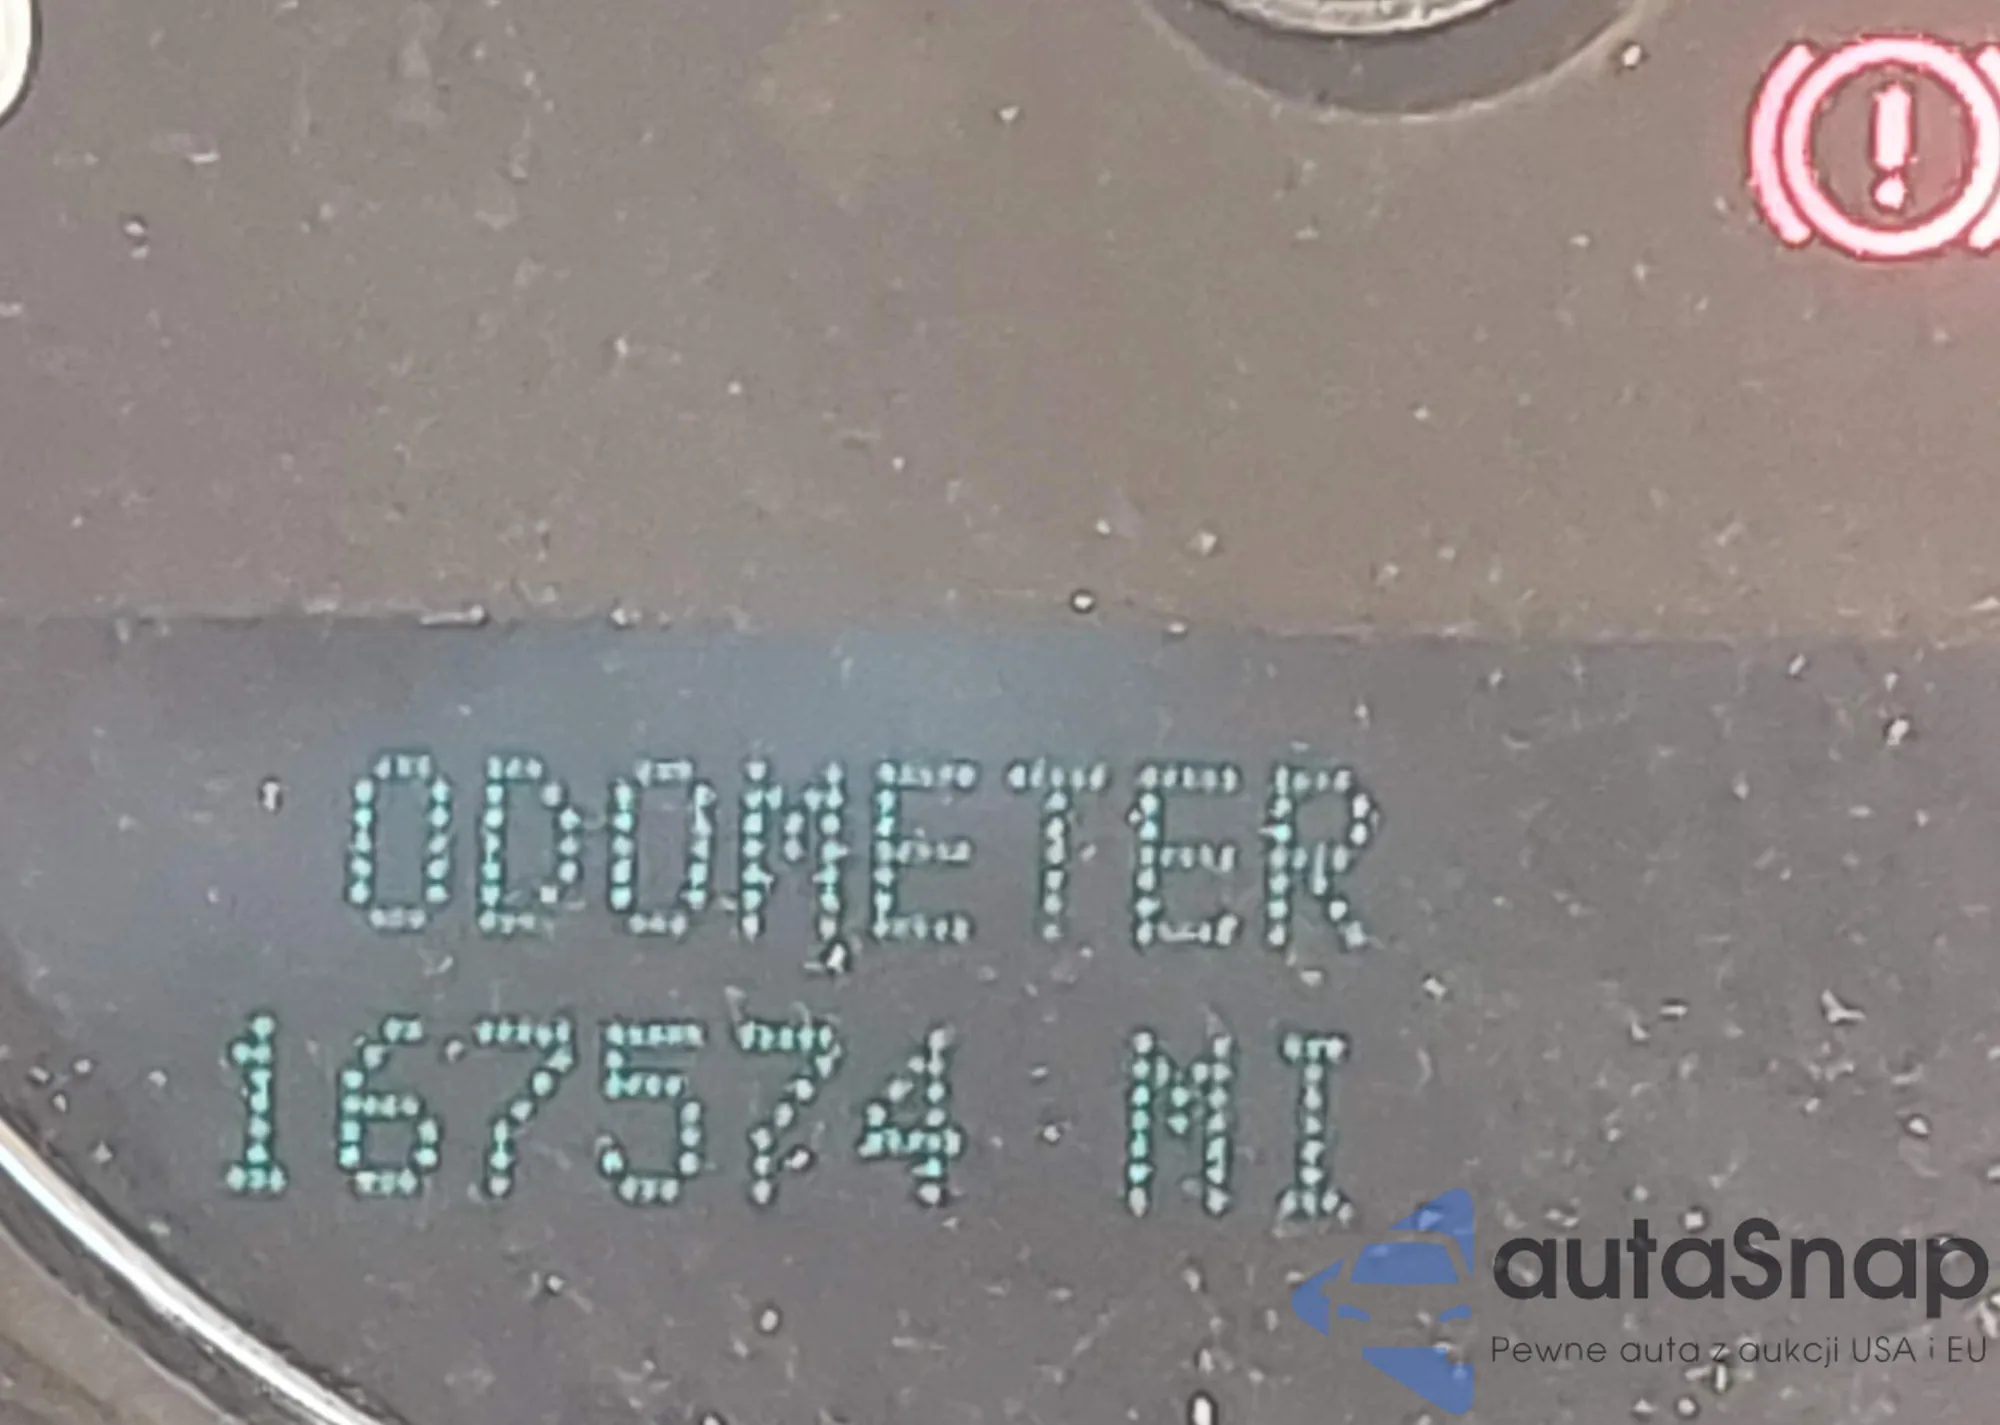 ODOMETER
167574 MI
autaSnap
Pewne auta z aukcji USA i EU